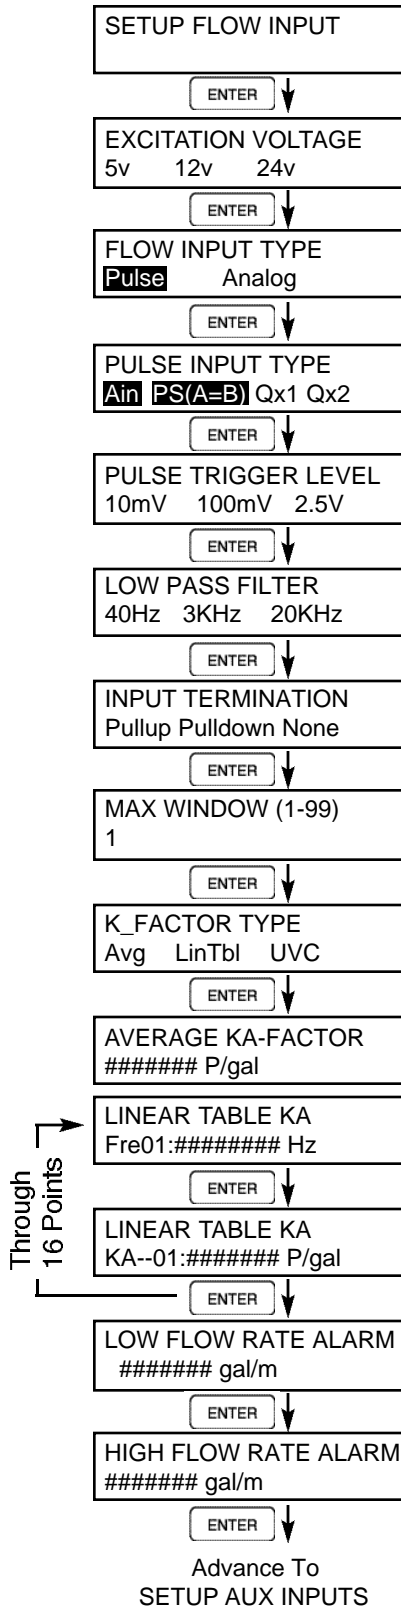 SETUP FLOW INPUT
ENTER
EXCITATION VOLTAGE
5v 12v 24v
ENTER
FLOW INPUT TYPE
Pulse Analog
ENTER
PULSE INPUT TYPE
Ain PS(A=B) Qx1 Qx2
ENTER
PULSE TRIGGER LEVEL
10mV 100mV 2.5V
ENTER
LOW PASS FILTER
40Hz 3KHz 20KHz
ENTER
INPUT TERMINATION
Pullup Pulldown None
ENTER
MAX WINDOW (1-99)
1
ENTER
K_FACTOR TYPE
Avg LinTbl UVC
ENTER
AVERAGE KA-FACTOR
####### P/gal
LINEAR TABLE KA
Fre01:######## Hz
ENTER
Through
16 Points
LINEAR TABLE KA
KA--01:####### P/gal
ENTER
LOW FLOW RATE ALARM
####### gal/m
ENTER
HIGH FLOW RATE ALARM
####### gal/m
ENTER
Advance To
SETUP AUX INPUTS